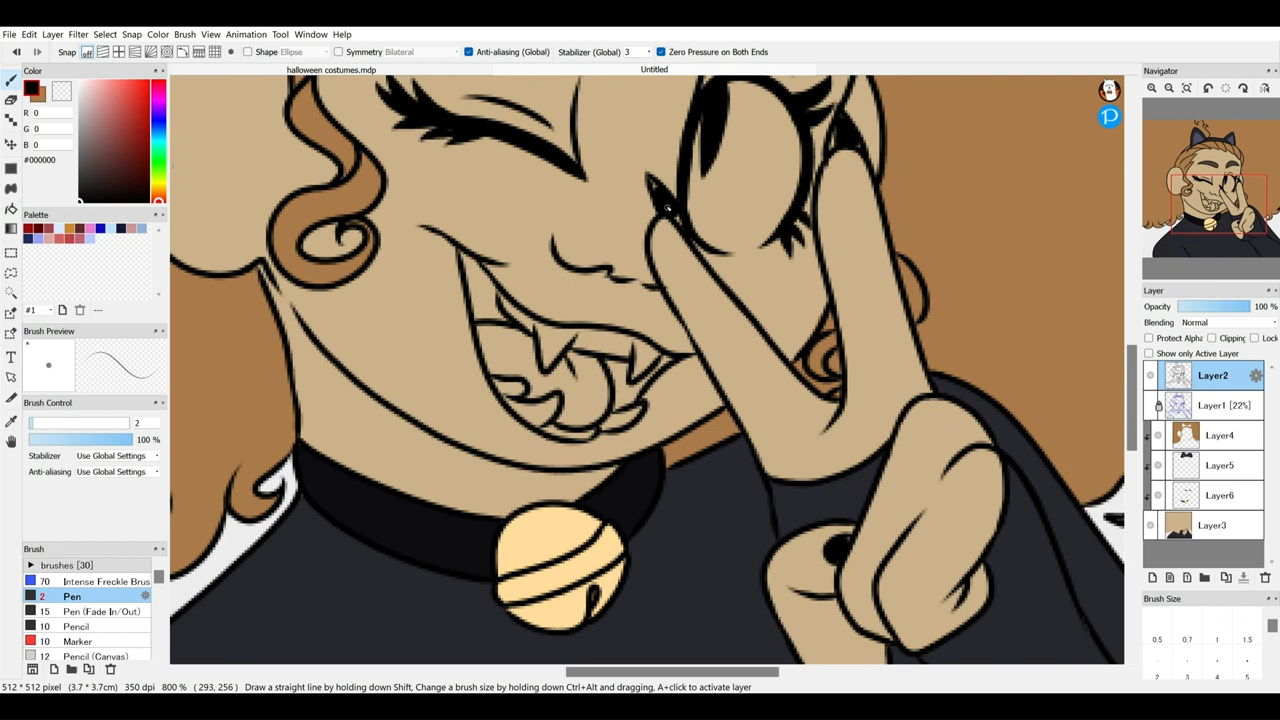 File Edit Layer Filter Select Snap Color Brush View Animation Tool Window Help
Snap off Shape Ellipse Symmetry Bilateral Anti-aliasing (Global) Stabilizer (Global) 3 Zero Pressure on Both Ends
Color
halloween costumes.mdp
Untitled
Navigator
R 0
G 0
B 0
#000000
Palette
#1
---
Brush Preview
Brush Control
2
100 %
Stabilizer Use Global Settings
Anti-aliasing Use Global Settings
Brush
brushes [30]
70 Intense Freckle Brus
2 Pen
15 Pen (Fade In/Out)
10 Pencil
10 Marker
12 Pencil (Canvas)
Layer
Opacity 100 %
Blending Normal
Protect Alpha Clipping Lock
Show only Active Layer
Layer2
Layer1 [22%]
Layer4
Layer5
Layer6
Layer3
Brush Size
0.5 0.7 1 1.5
2 3 4 5
512 * 512 pixel (3.7 * 3.7cm) 350 dpi 800 % ( 293, 256 ) Draw a straight line by holding down Shift, Change a brush size by holding down Ctrl+Alt and dragging, A+click to activate layer